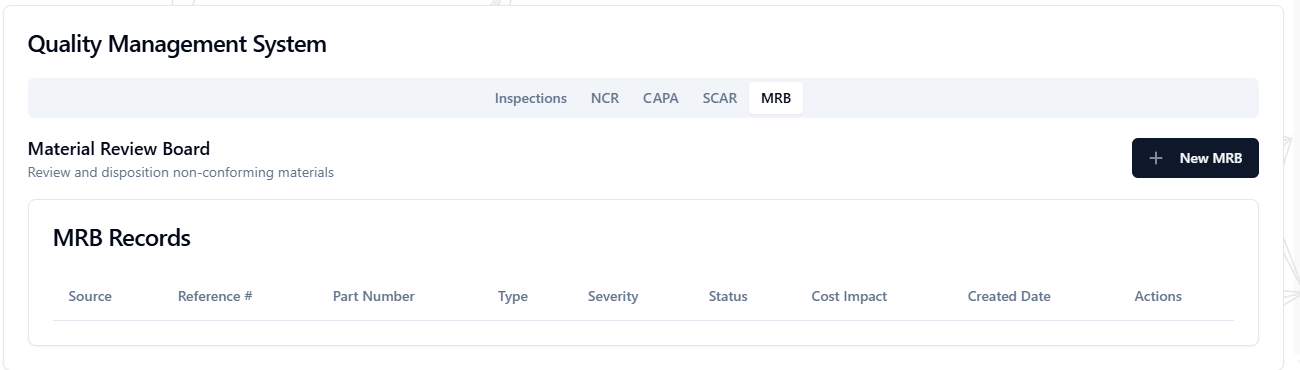 Quality Management System
Inspections NCR CAPA SCAR MRB
Material Review Board
Review and disposition non-conforming materials
+ New MRB
MRB Records
Source Reference # Part Number Type Severity Status Cost Impact Created Date Actions